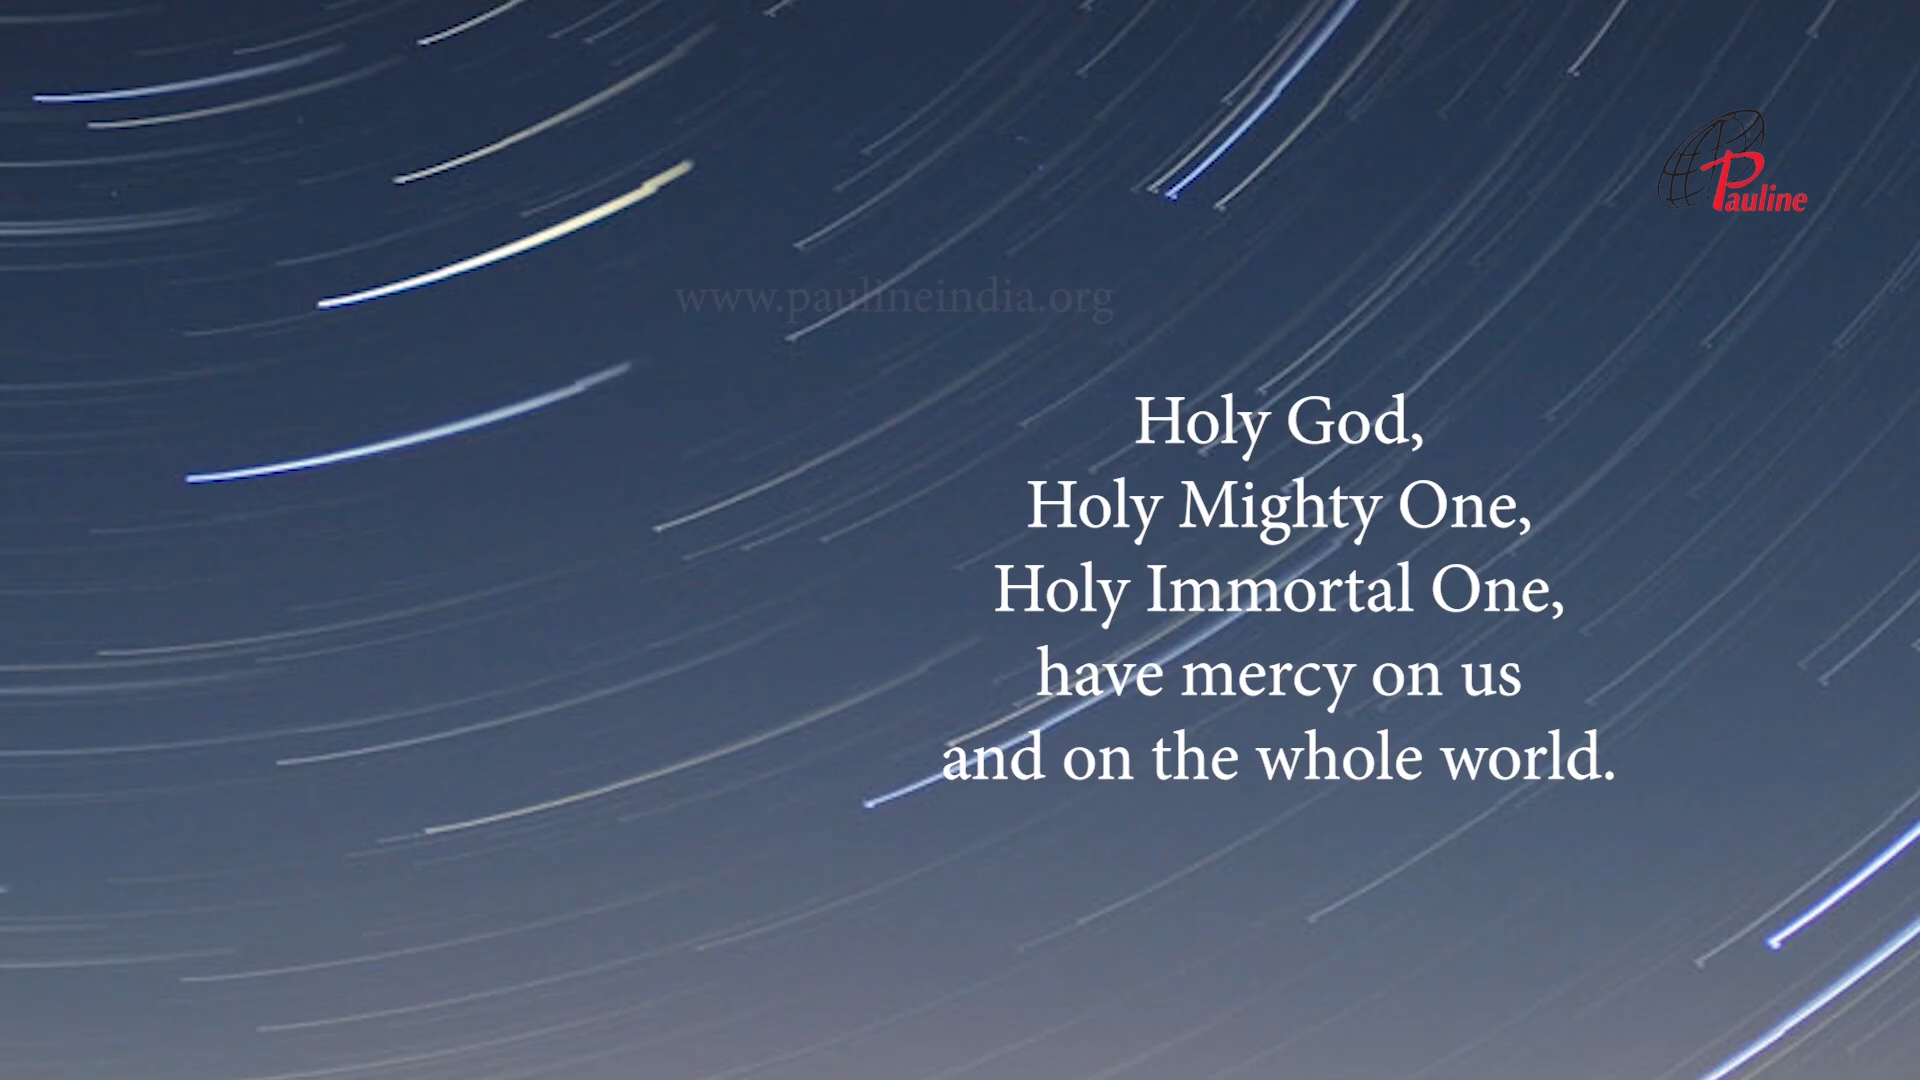 Pauline
www.paulineindia.org
Holy God,
Holy Mighty One,
Holy Immortal One,
have mercy on us
and on the whole world.